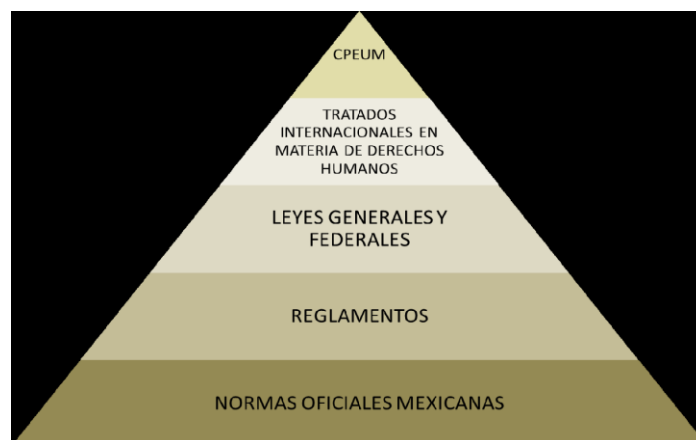 CPEUM
TRATADOS
INTERNACIONALES EN
MATERIA DE DERECHOS
HUMANOS
LEYES GENERALES Y
FEDERALES
REGLAMENTOS
NORMAS OFICIALES MEXICANAS